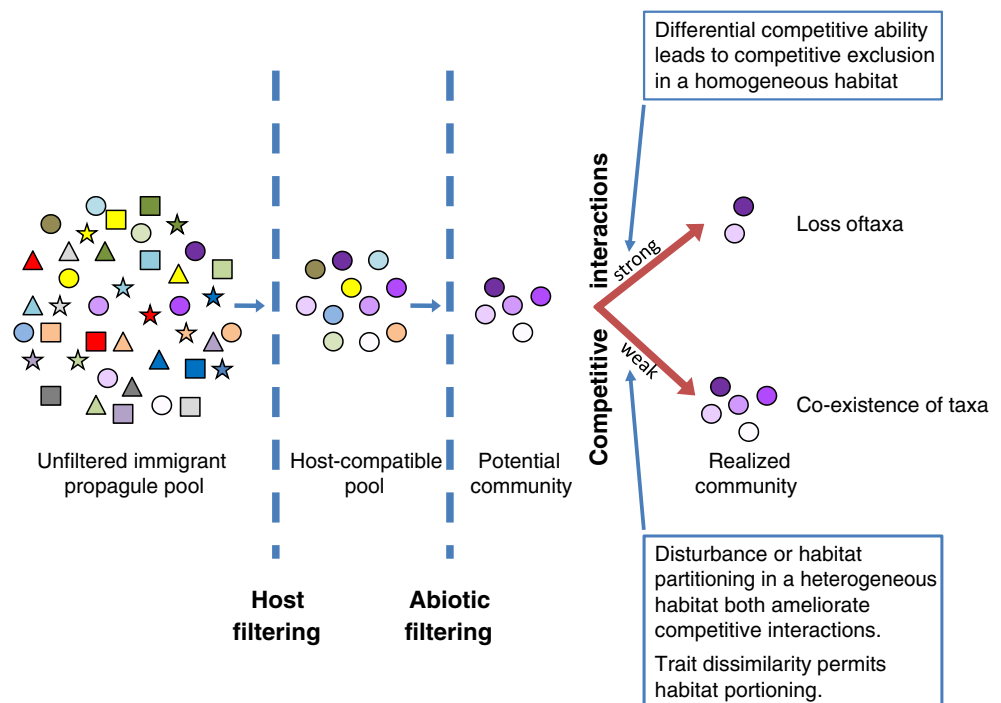 Differential competitive ability
leads to competitive exclusion
in a homogeneous habitat
Competitive interactions
strong
weak
Loss oftaxa
Co-existence of taxa
Unfiltered immigrant
propagule pool
Host-compatible
pool
Potential
community
Realized
community
Host
filtering
Abiotic
filtering
Disturbance or habitat
partitioning in a heterogeneous
habitat both ameliorate
competitive interactions.
Trait dissimilarity permits
habitat portioning.